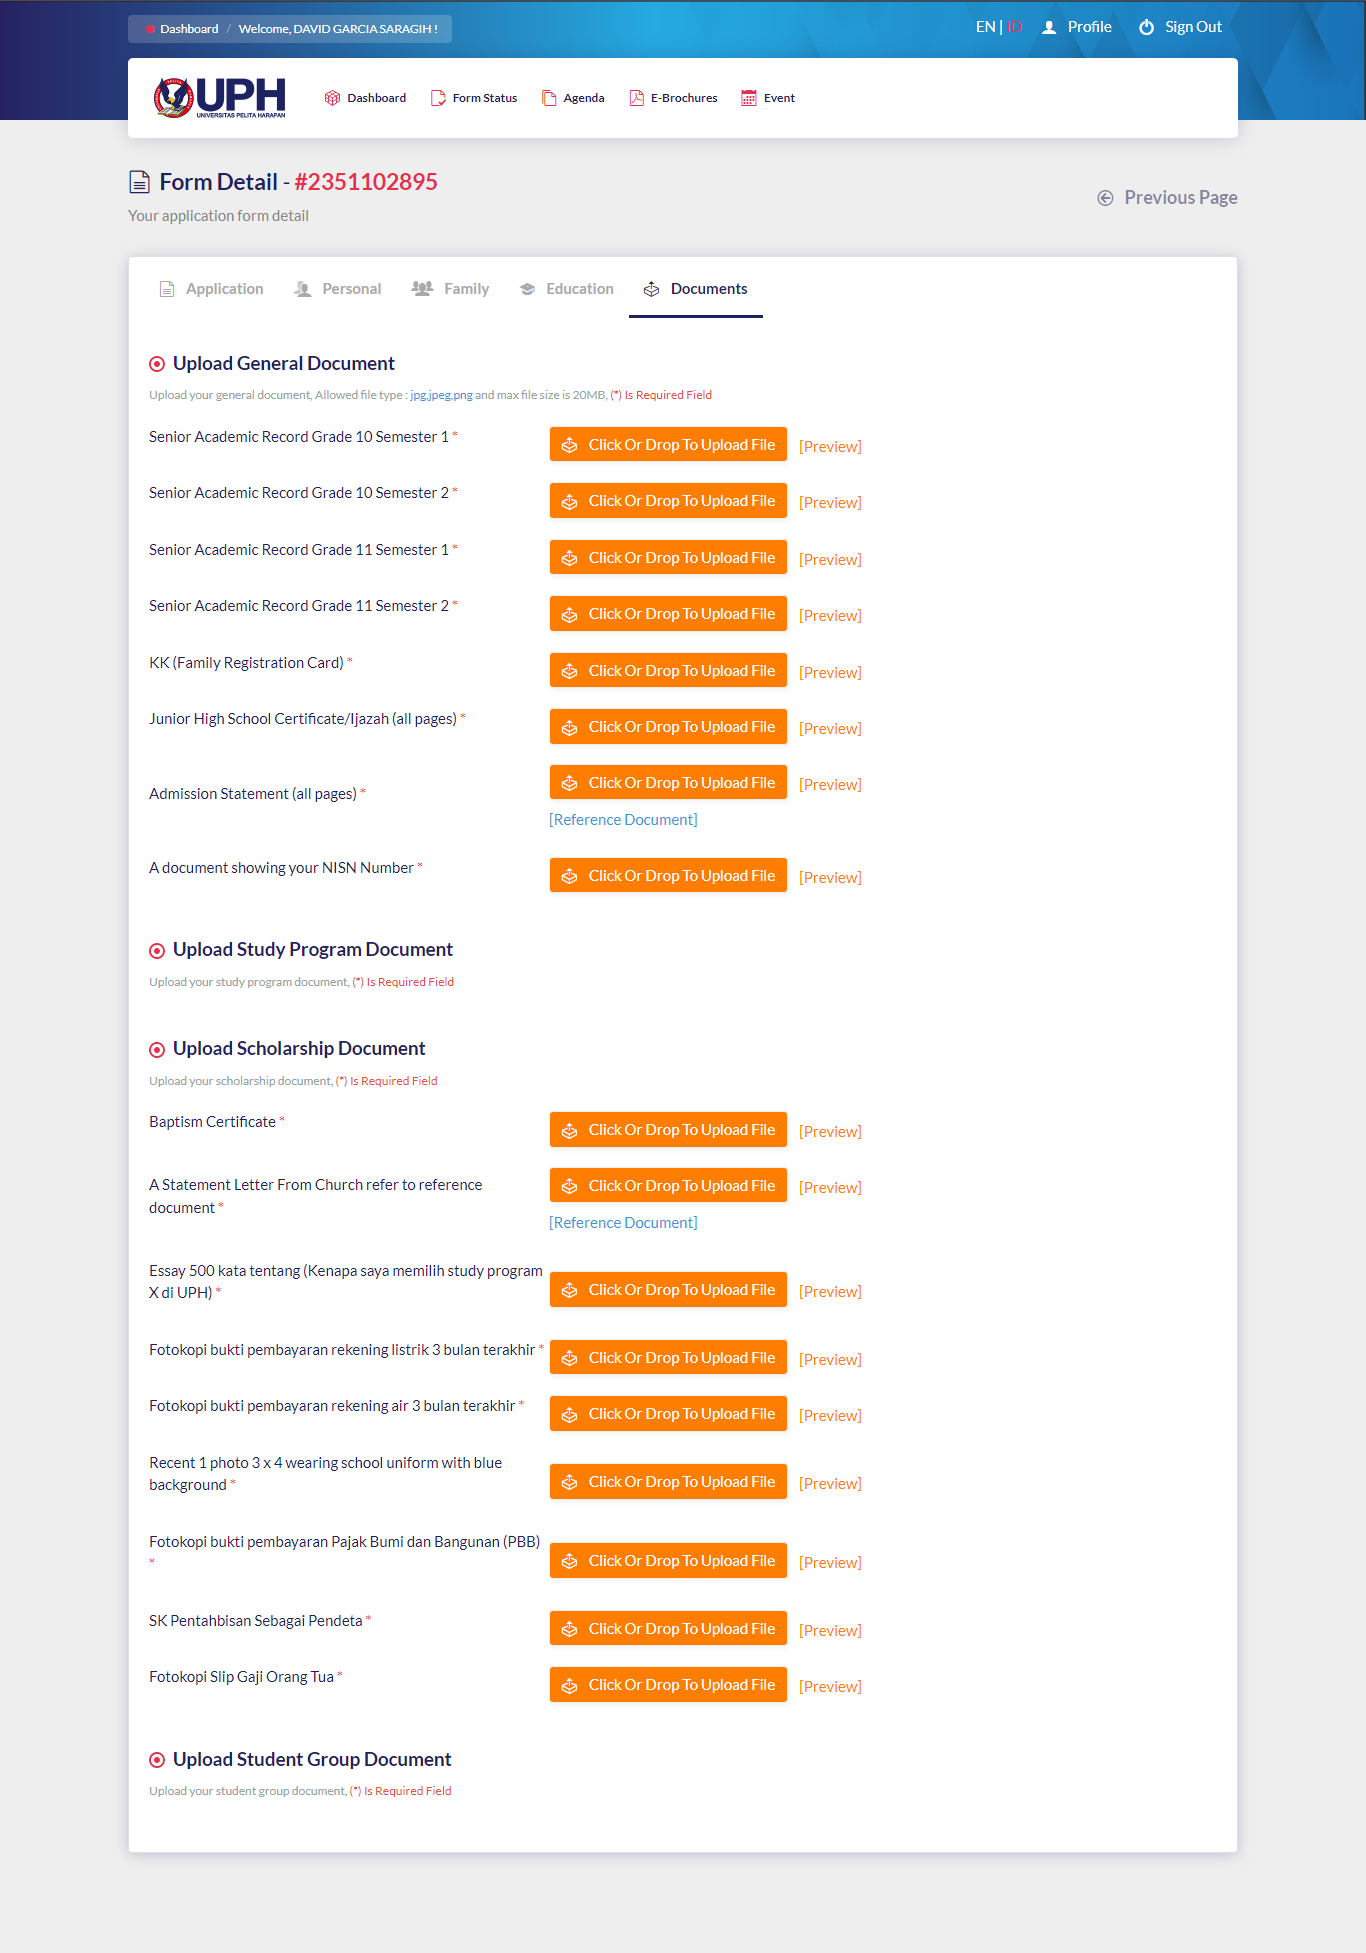 Dashboard / Welcome, DAVID GARCIA SARAGIH !
EN | ID Profile Sign Out
UPH
UNIVERSITAS PELITA HARAPAN
Dashboard Form Status Agenda E-Brochures Event
Form Detail - #2351102895
Your application form detail
Previous Page
Application Personal Family Education Documents
Upload General Document
Upload your general document, Allowed file type : jpg,jpeg,png and max file size is 20MB, (*) Is Required Field
Senior Academic Record Grade 10 Semester 1 * Click Or Drop To Upload File [Preview]
Senior Academic Record Grade 10 Semester 2 * Click Or Drop To Upload File [Preview]
Senior Academic Record Grade 11 Semester 1 * Click Or Drop To Upload File [Preview]
Senior Academic Record Grade 11 Semester 2 * Click Or Drop To Upload File [Preview]
KK (Family Registration Card) * Click Or Drop To Upload File [Preview]
Junior High School Certificate/Ijazah (all pages) * Click Or Drop To Upload File [Preview]
Admission Statement (all pages) * Click Or Drop To Upload File [Preview]
[Reference Document]
A document showing your NISN Number * Click Or Drop To Upload File [Preview]
Upload Study Program Document
Upload your study program document, (*) Is Required Field
Upload Scholarship Document
Upload your scholarship document, (*) Is Required Field
Baptism Certificate * Click Or Drop To Upload File [Preview]
A Statement Letter From Church refer to reference
document *
Click Or Drop To Upload File [Preview]
[Reference Document]
Essay 500 kata tentang (Kenapa saya memilih study program
X di UPH) *
Click Or Drop To Upload File [Preview]
Fotokopi bukti pembayaran rekening listrik 3 bulan terakhir * Click Or Drop To Upload File [Preview]
Fotokopi bukti pembayaran rekening air 3 bulan terakhir * Click Or Drop To Upload File [Preview]
Recent 1 photo 3 x 4 wearing school uniform with blue
background *
Click Or Drop To Upload File [Preview]
Fotokopi bukti pembayaran Pajak Bumi dan Bangunan (PBB)
*
Click Or Drop To Upload File [Preview]
SK Pentahbisan Sebagai Pendeta * Click Or Drop To Upload File [Preview]
Fotokopi Slip Gaji Orang Tua * Click Or Drop To Upload File [Preview]
Upload Student Group Document
Upload your student group document, (*) Is Required Field